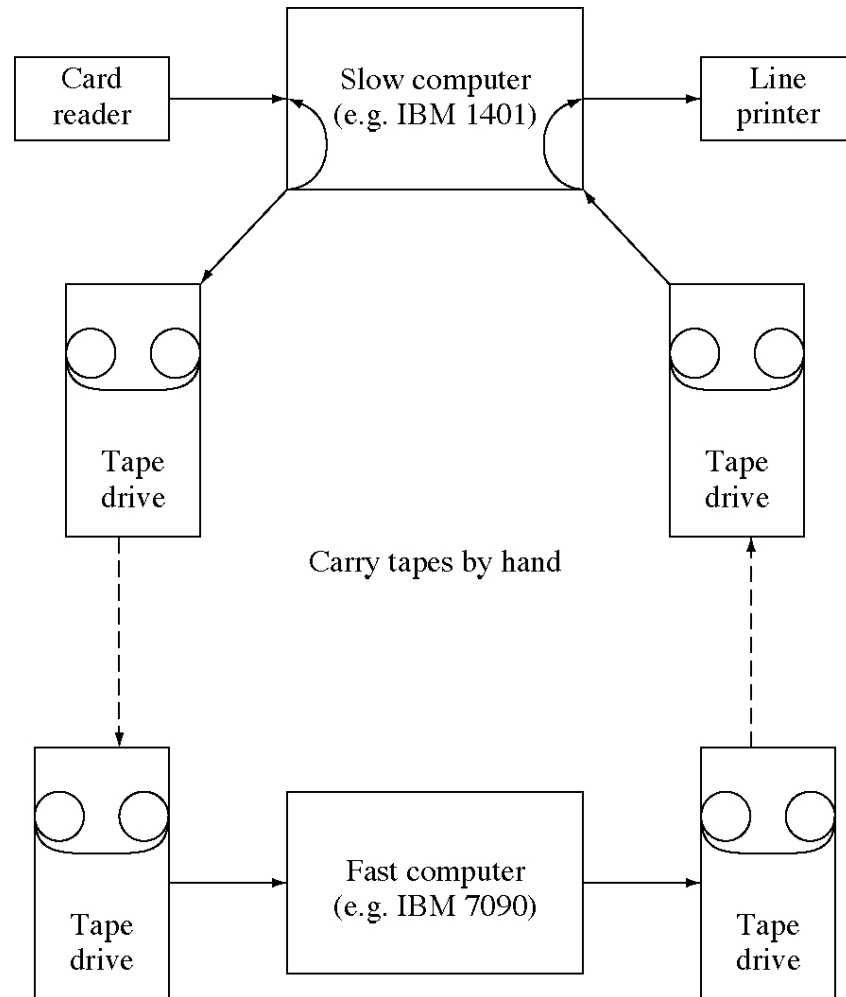 Card
reader
Slow computer
(e.g. IBM 1401)
Line
printer
Tape
drive
Tape
drive
Carry tapes by hand
Tape
drive
Fast computer
(e.g. IBM 7090)
Tape
drive